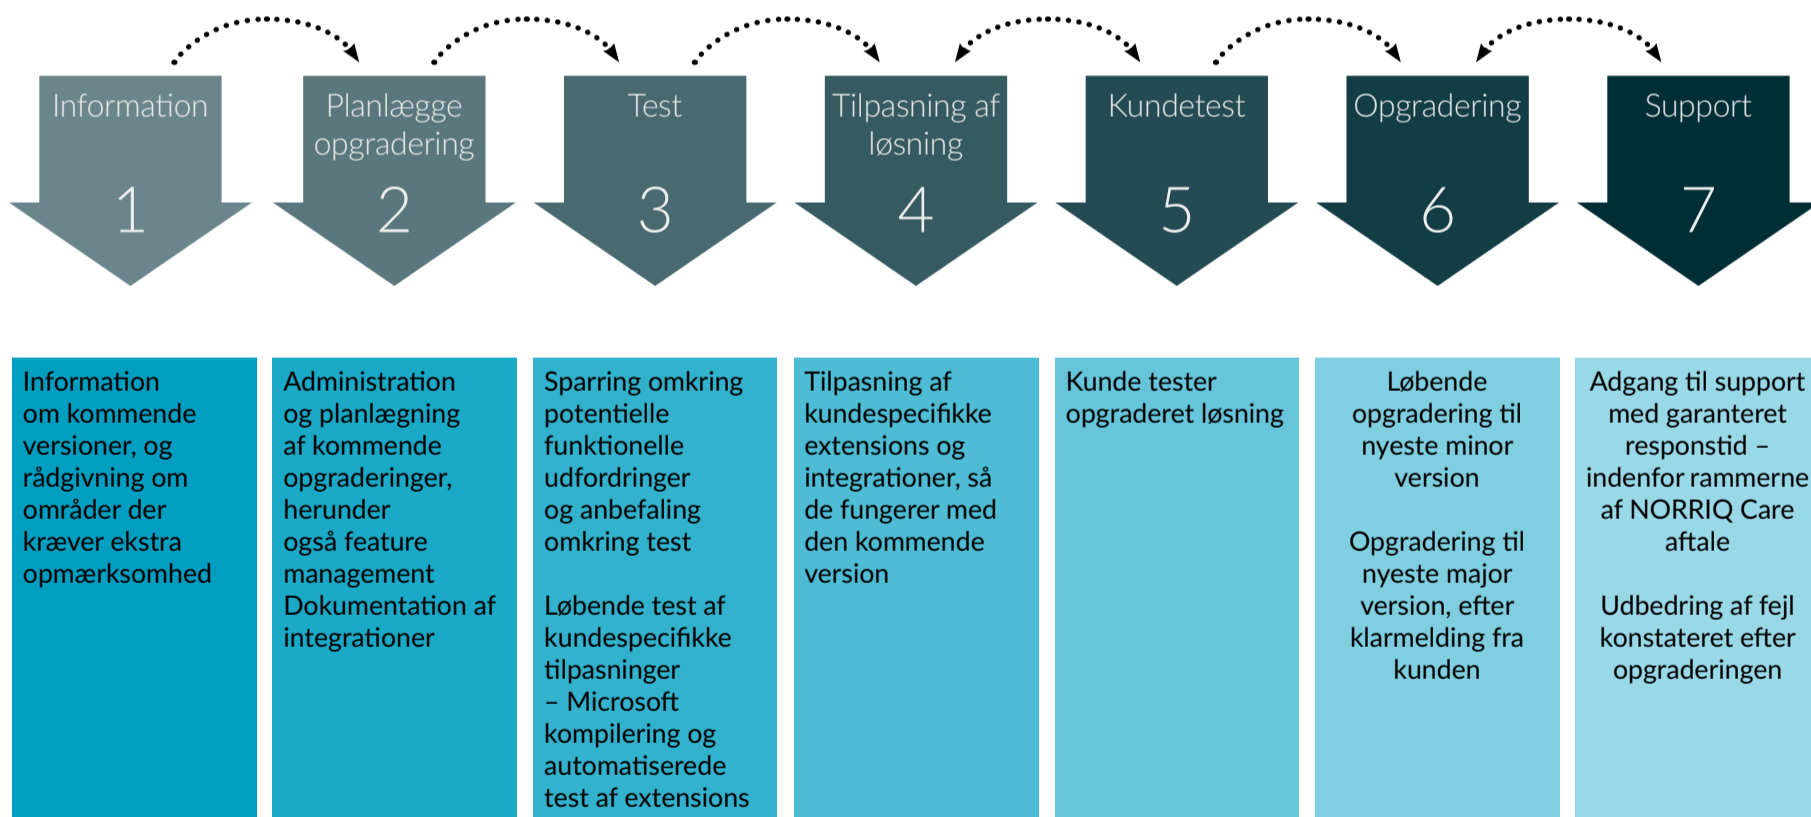 Information
1
Planlægge
opgradering
2
Test
3
Tilpasning af
løsning
4
Kundetest
5
Opgradering
6
Support
7
Information
om kommende
versioner, og
rådgivning om
områder der
kræver ekstra
opmærksomhed
Administration
og planlægning
af kommende
opgraderinger,
herunder
også feature
management
Dokumentation af
integrationer
Sparring omkring
potentielle
funktionelle
udfordringer
og anbefaling
omkring test
Løbende test af
kundespecifikke
tilpasninger
– Microsoft
kompilering og
automatiserede
test af extensions
Tilpasning af
kundespecifikke
extensions og
integrationer, så
de fungerer med
den kommende
version
Kunde tester
opgraderet løsning
Løbende
opgradering til
nyeste minor
version
Opgradering til
nyeste major
version, efter
klarmelding fra
kunden
Adgang til support
med garanteret
responstid –
indenfor rammerne
af NORRIQ Care
aftale
Udbedring af fejl
konstateret efter
opgraderingen